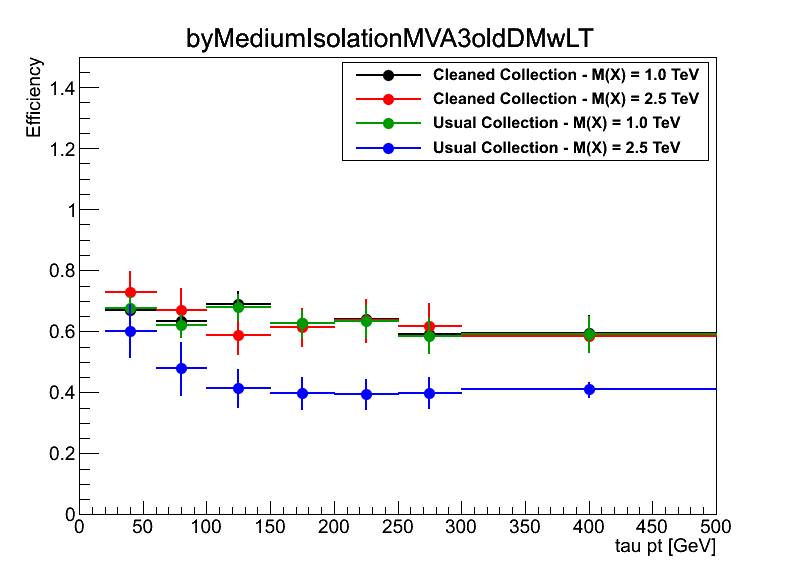 byMediumIsolationMVA3oldDMwLT
Efficiency
Cleaned Collection - M(X) = 1.0 TeV
Cleaned Collection - M(X) = 2.5 TeV
Usual Collection - M(X) = 1.0 TeV
Usual Collection - M(X) = 2.5 TeV
1.4
1.2
1
0.8
0.6
0.4
0.2
0
0 50 100 150 200 250 300 350 400 450 500
tau pt [GeV]